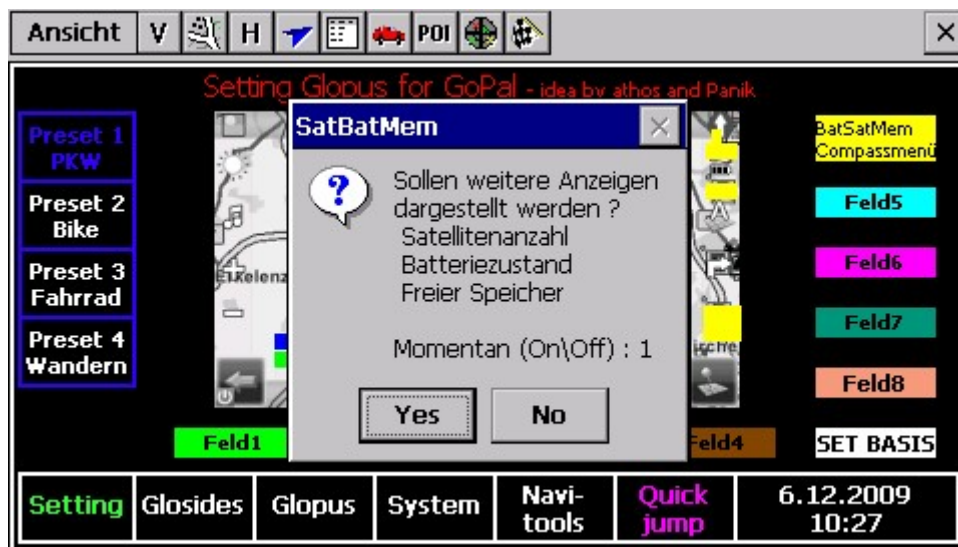 Ansicht V H POI
Setting Glopus for GoPal - idea by athos and Panik
Preset 1
PKW
Preset 2
Bike
Preset 3
Fahrrad
Preset 4
Wandern
SatBatMem
Sollen weitere Anzeigen
dargestellt werden ?
Satellitenanzahl
Batteriezustand
Freier Speicher
Momentan (On\Off) : 1
Yes No
BatSatMem
Compassmenü
Feld5
Feld6
Feld7
Feld8
SET BASIS
Feld1
Feld4
Setting Glosides Glopus System
Navi-
tools
Quick
jump
6.12.2009
10:27